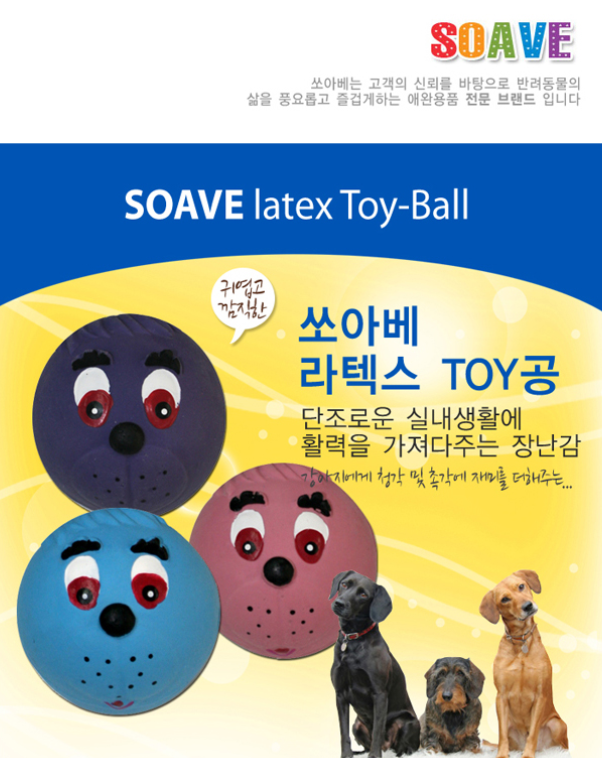 SOAVE
쏘아베는 고객의 신뢰를 바탕으로 반려동물의
삶을 풍요롭고 즐겁게하는 애완용품 전문 브랜드 입니다
SOAVE latex Toy-Ball
귀엽고
깜직한
쏘아베
라텍스 TOY공
단조로운 실내생활에
활력을 가져다주는 장난감
강아지에게 청각 및 촉각에 재미를 더해주는...